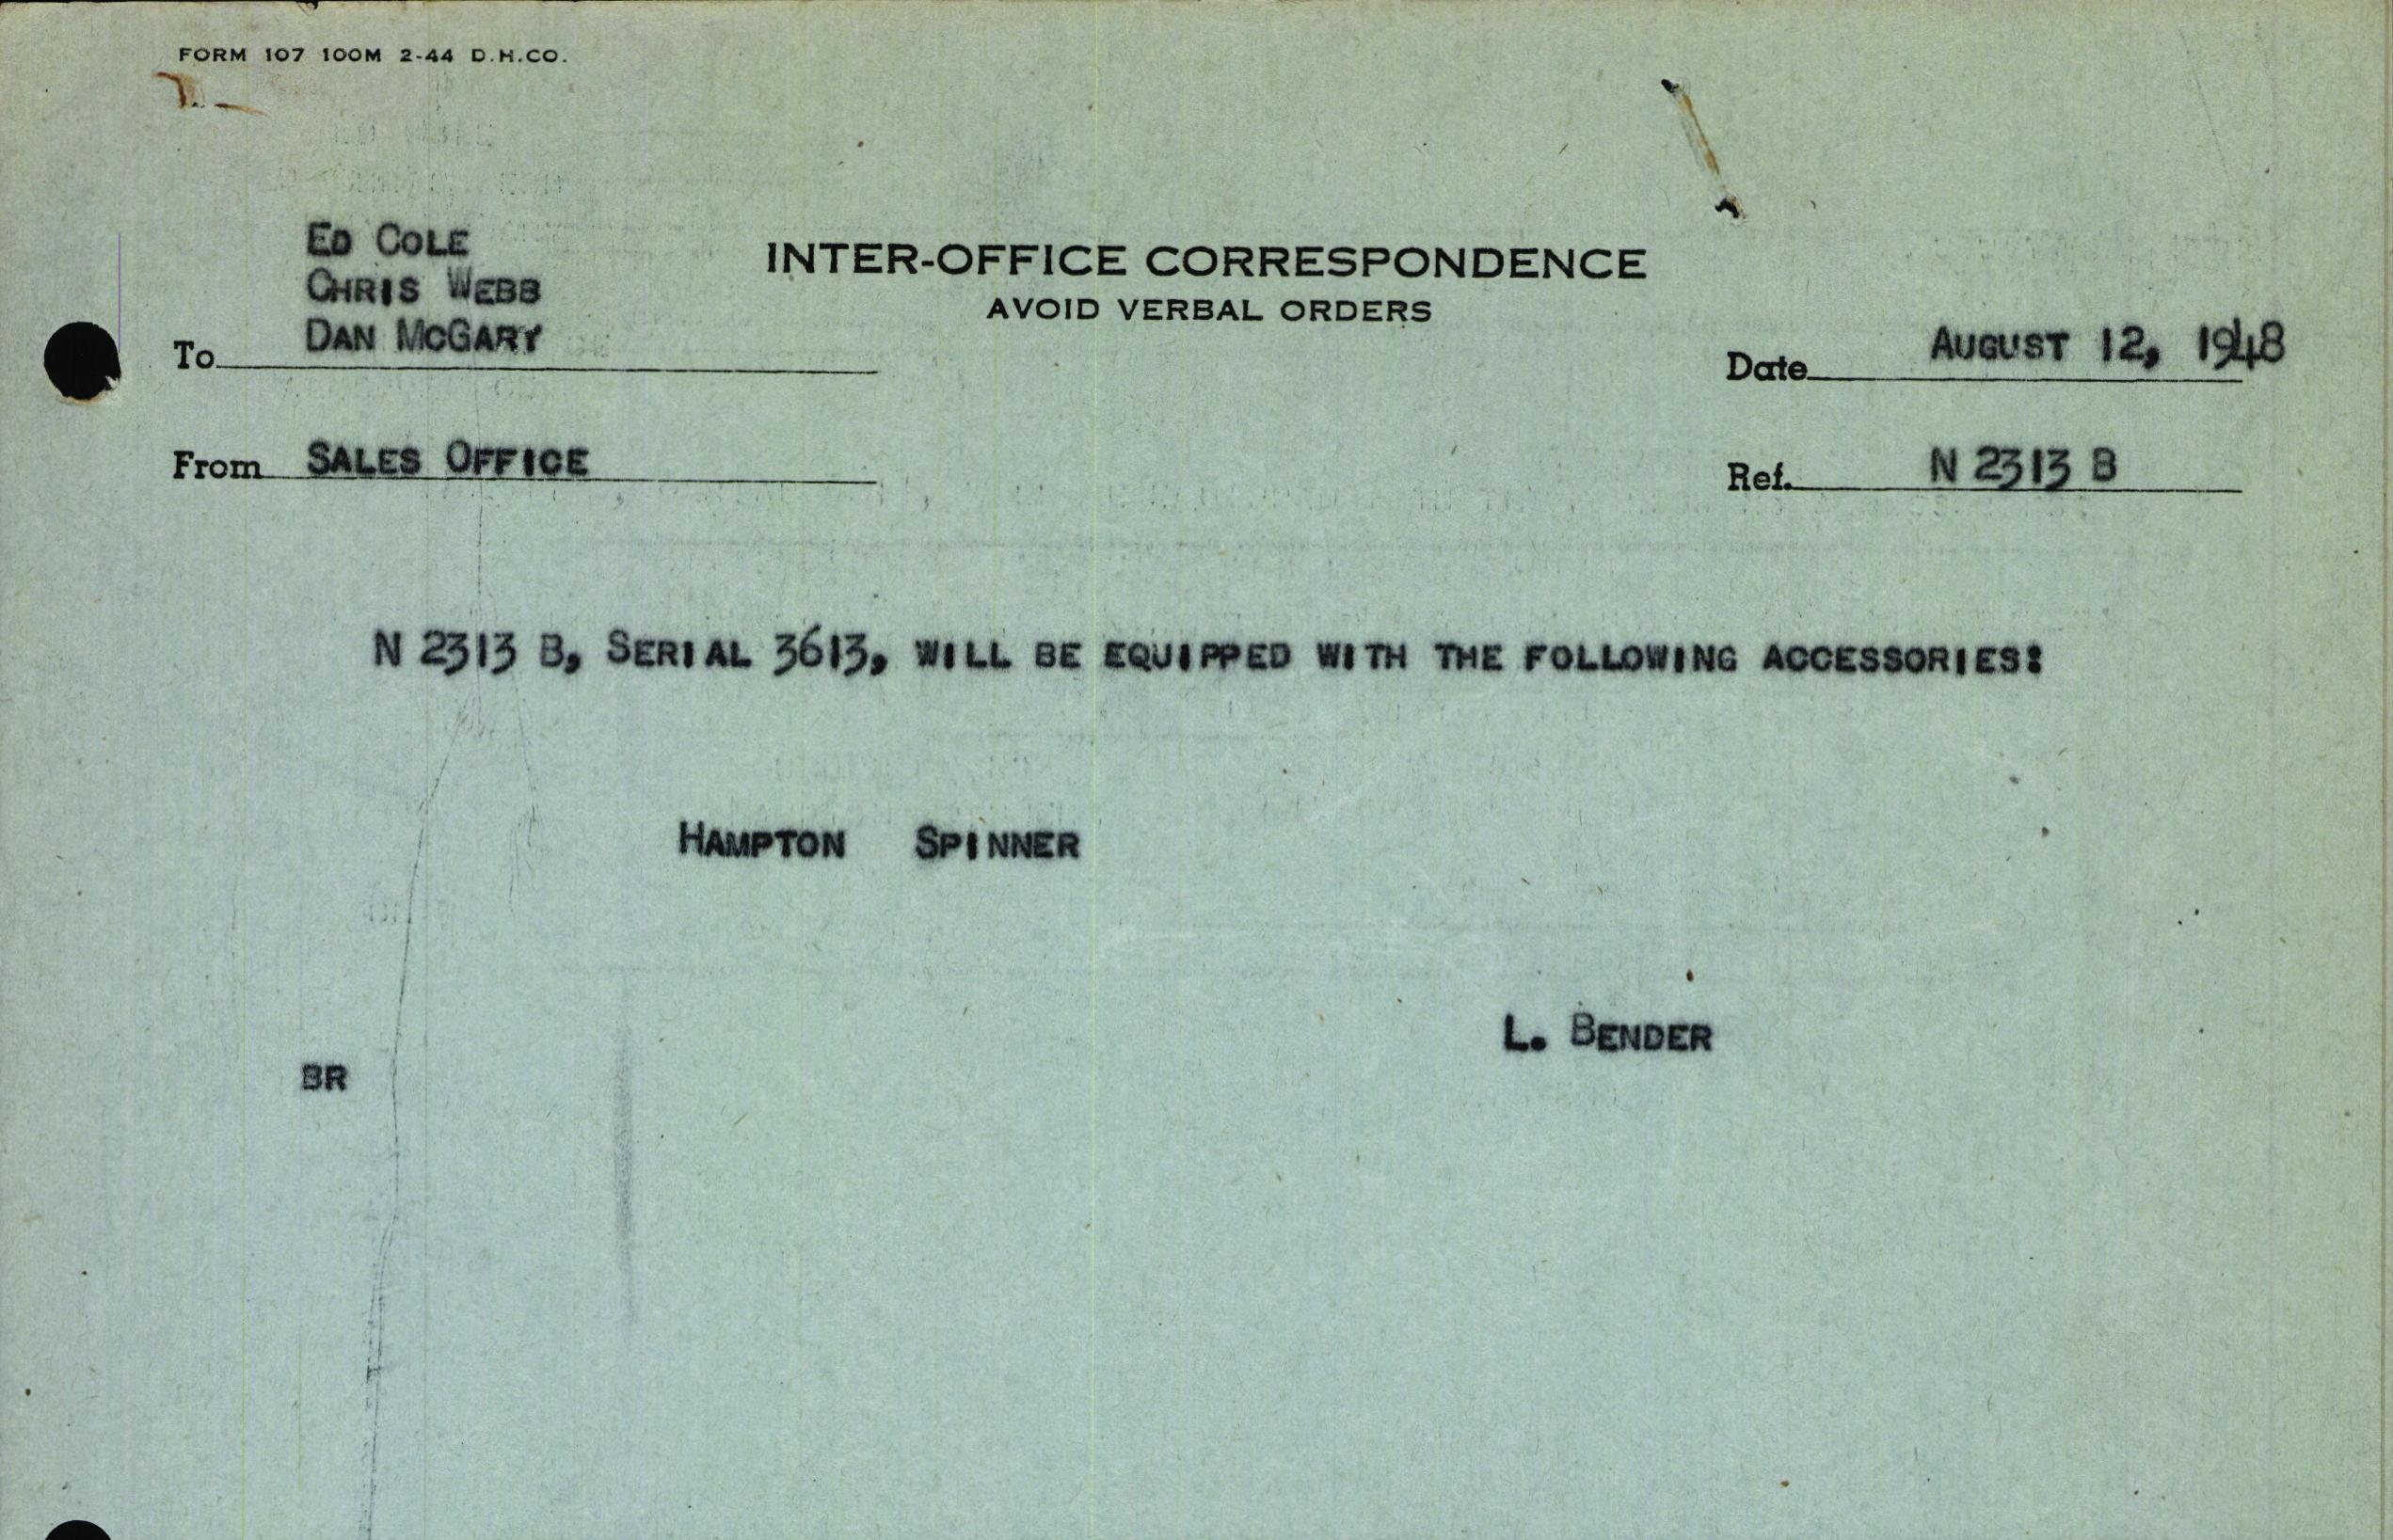 FORM 107 100M 2-44 D.H.CO.
ED COLE
CHRIS WEBB
INTER-OFFICE CORRESPONDENCE
AVOID VERBAL ORDERS
To DAN MCGARY
Date AUGUST 12, 1948
From SALES OFFICE
Ref. N 2313 B
N 2313 B, SERIAL 3613, WILL BE EQUIPPED WITH THE FOLLOWING ACCESSORIES:
HAMPTON SPINNER
L. BENDER
BR